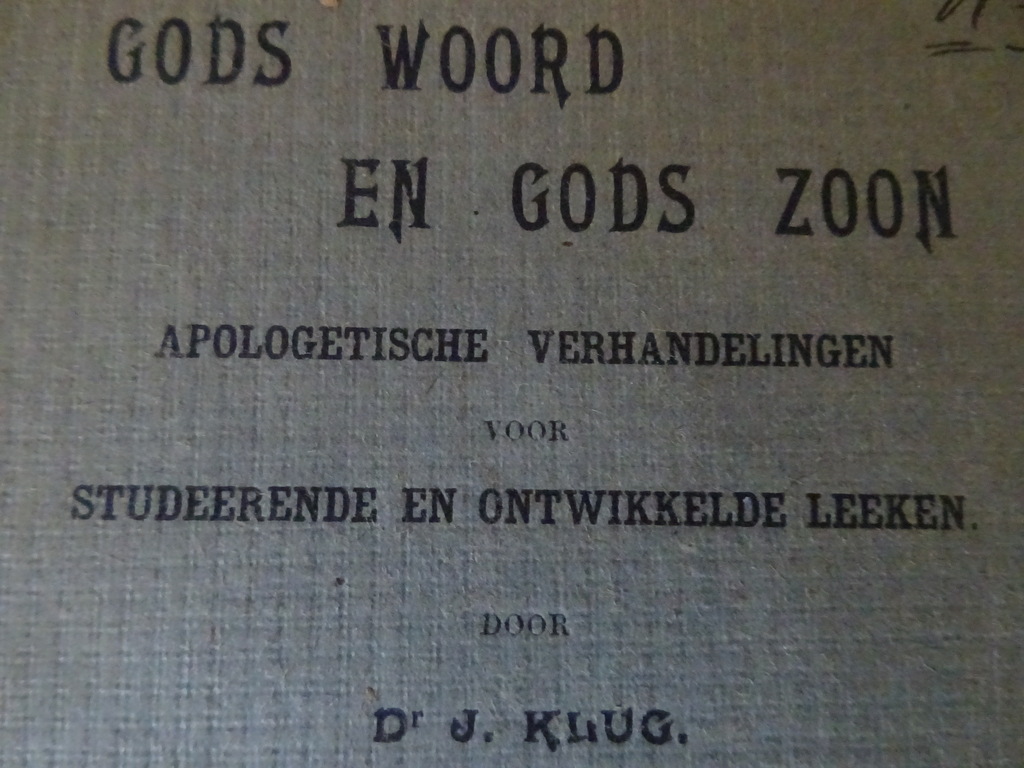 GODS WOORD
EN GODS ZOON
APOLOGETISCHE VERHANDELINGEN
VOOR
STUDEERENDE EN ONTWIKKELDE LEEKEN.
DOOR
Dr J. KLUG.